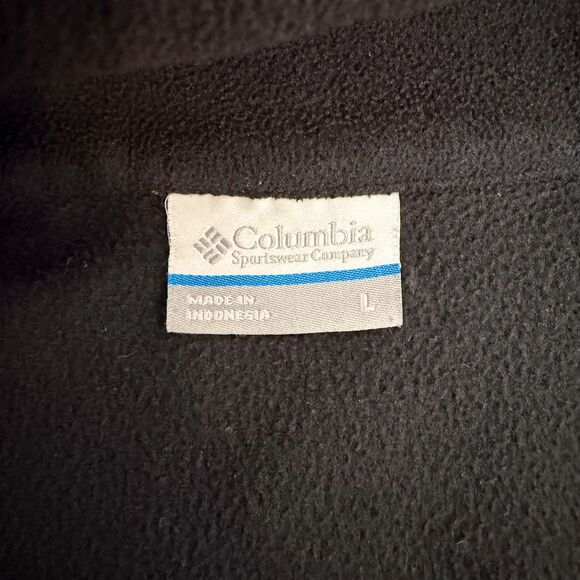 Columbia
Sportswear Company
MADE IN
INDONESIA
L